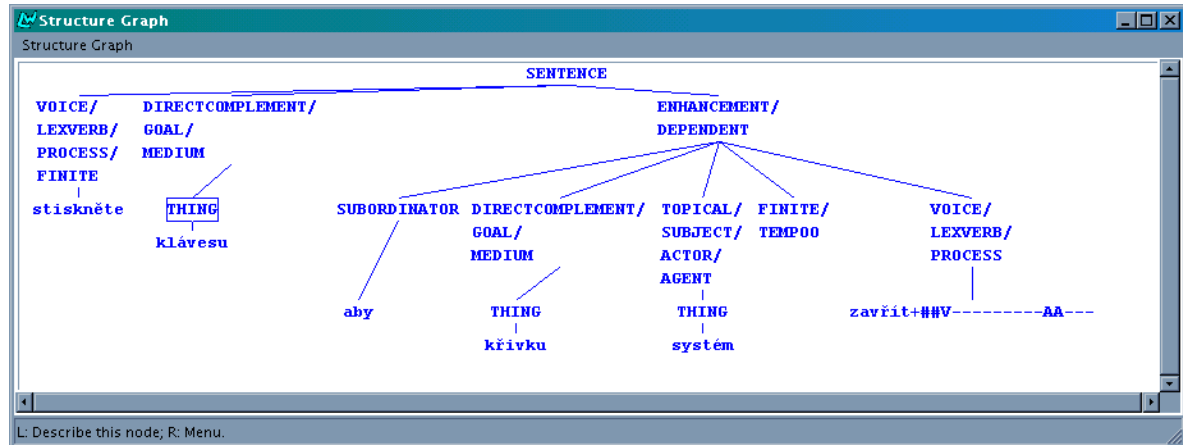 Structure Graph
Structure Graph
SENTENCE
VOICE/ DIRECTCOMPLEMENT/ ENHANCEMENT/
LEXVERB/ GOAL/ DEPENDENT
PROCESS/ MEDIUM
FINITE
stiskněte THING SUBORDINATOR DIRECTCOMPLEMENT/ TOPICAL/ FINITE/ VOICE/
klávesu GOAL/ SUBJECT/ TEMPO0 LEXVERB/
MEDIUM ACTOR/ PROCESS
AGENT
aby THING THING zavřít+##V---------AA---
křivku systém
L: Describe this node; R: Menu.